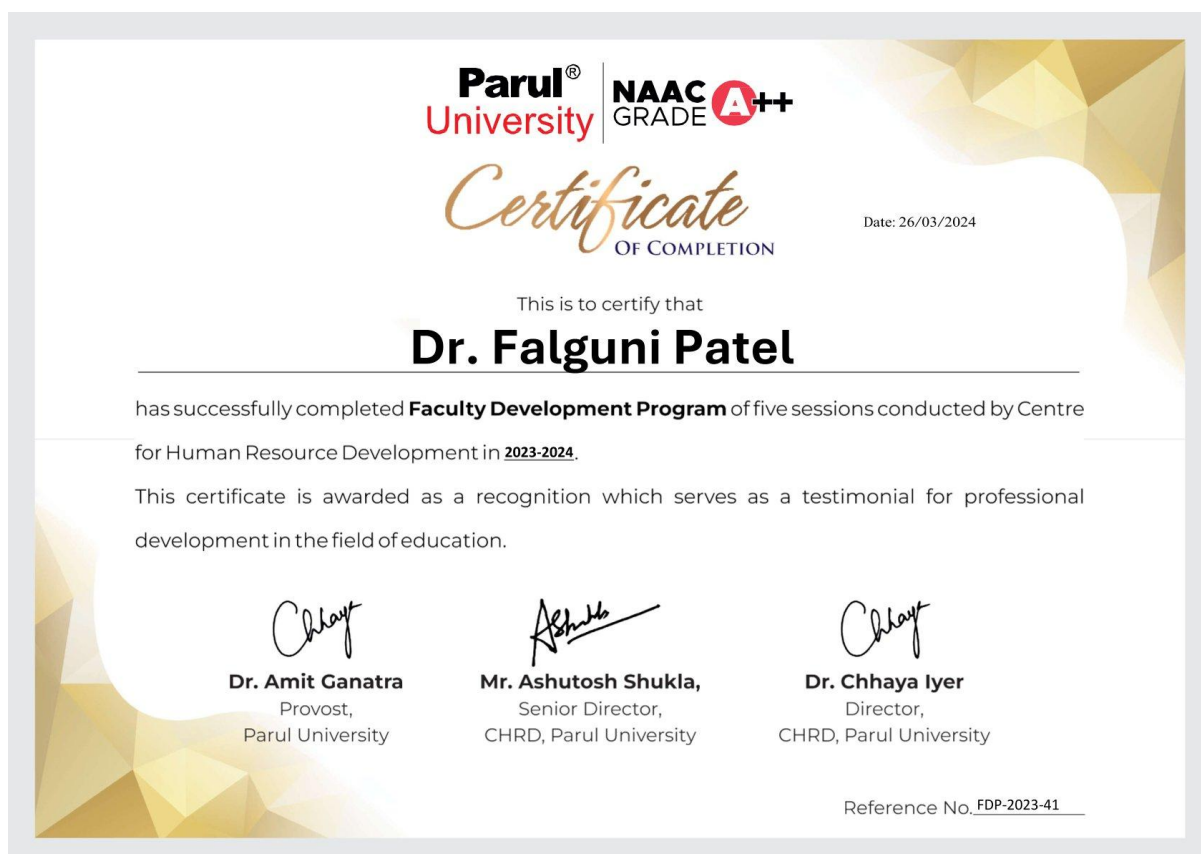 Parul® University
NAAC GRADE A++
Certificate
OF COMPLETION
Date: 26/03/2024
This is to certify that
Dr. Falguni Patel
has successfully completed Faculty Development Program of five sessions conducted by Centre
for Human Resource Development in 2023-2024.
This certificate is awarded as a recognition which serves as a testimonial for professional
development in the field of education.
Chhaya
AShukla
Chhaya
Dr. Amit Ganatra
Provost,
Parul University
Mr. Ashutosh Shukla,
Senior Director,
CHRD, Parul University
Dr. Chhaya Iyer
Director,
CHRD, Parul University
Reference No. FDP-2023-41